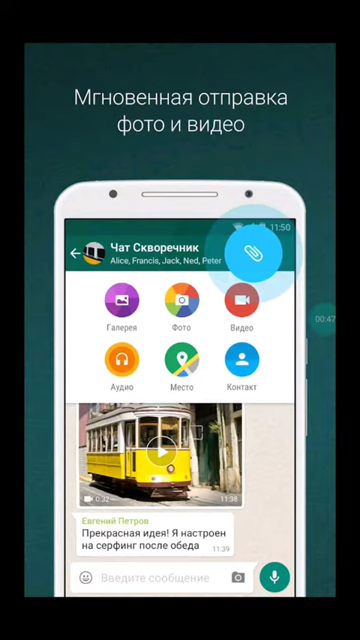 Мгновенная отправка
фото и видео
11:50
Чат Скворечник
Alice, Francis, Jack, Ned, Peter
Галерея
Фото
Видео
00:47
Аудио
Место
Контакт
0:32
11:38
Евгений Петров
Прекрасная идея! Я настроен
на серфинг после обеда
11:39
Введите сообщение